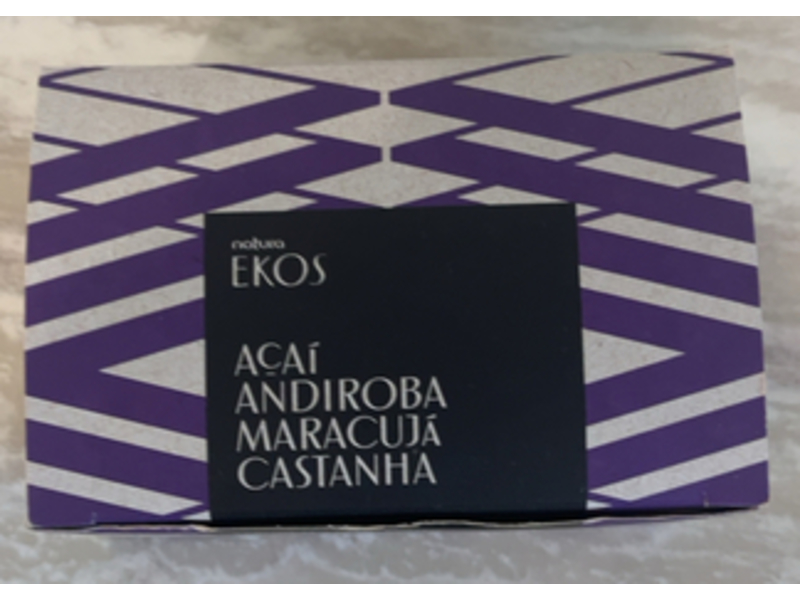 natura
EKOS
AÇAÍ
ANDIROBA
MARACUJÁ
CASTANHA